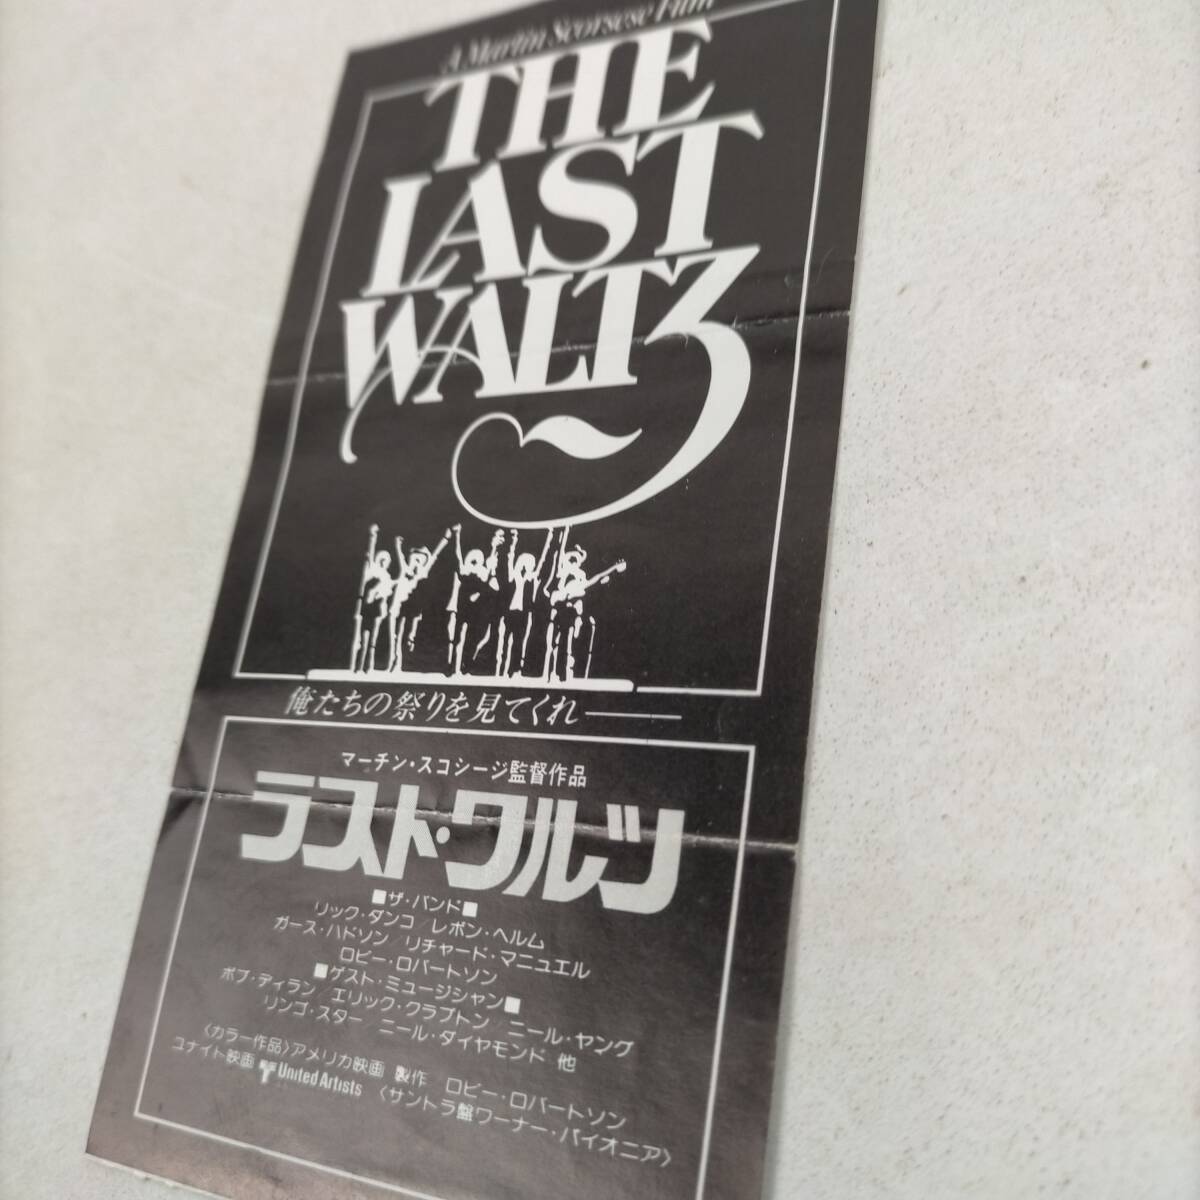 A Martin Scorsese Film
THE
LAST
WALTZ
俺たちの祭りを見てくれ――
マーチン・スコシージ監督作品
ラスト・ワルツ
■ザ・バンド■
リック・ダンコ／レボン・ヘルム
ガース・ハドソン／リチャード・マニュエル
ロビー・ロバートソン
■ゲスト・ミュージシャン■
ボブ・ディラン／エリック・クラプトン／ニール・ヤング
リンゴ・スター／ニール・ダイヤモンド 他
〈カラー作品〉アメリカ映画 製作／ロビー・ロバートソン
ユナイト映画 United Artists 〈サントラ盤ワーナー・パイオニア〉